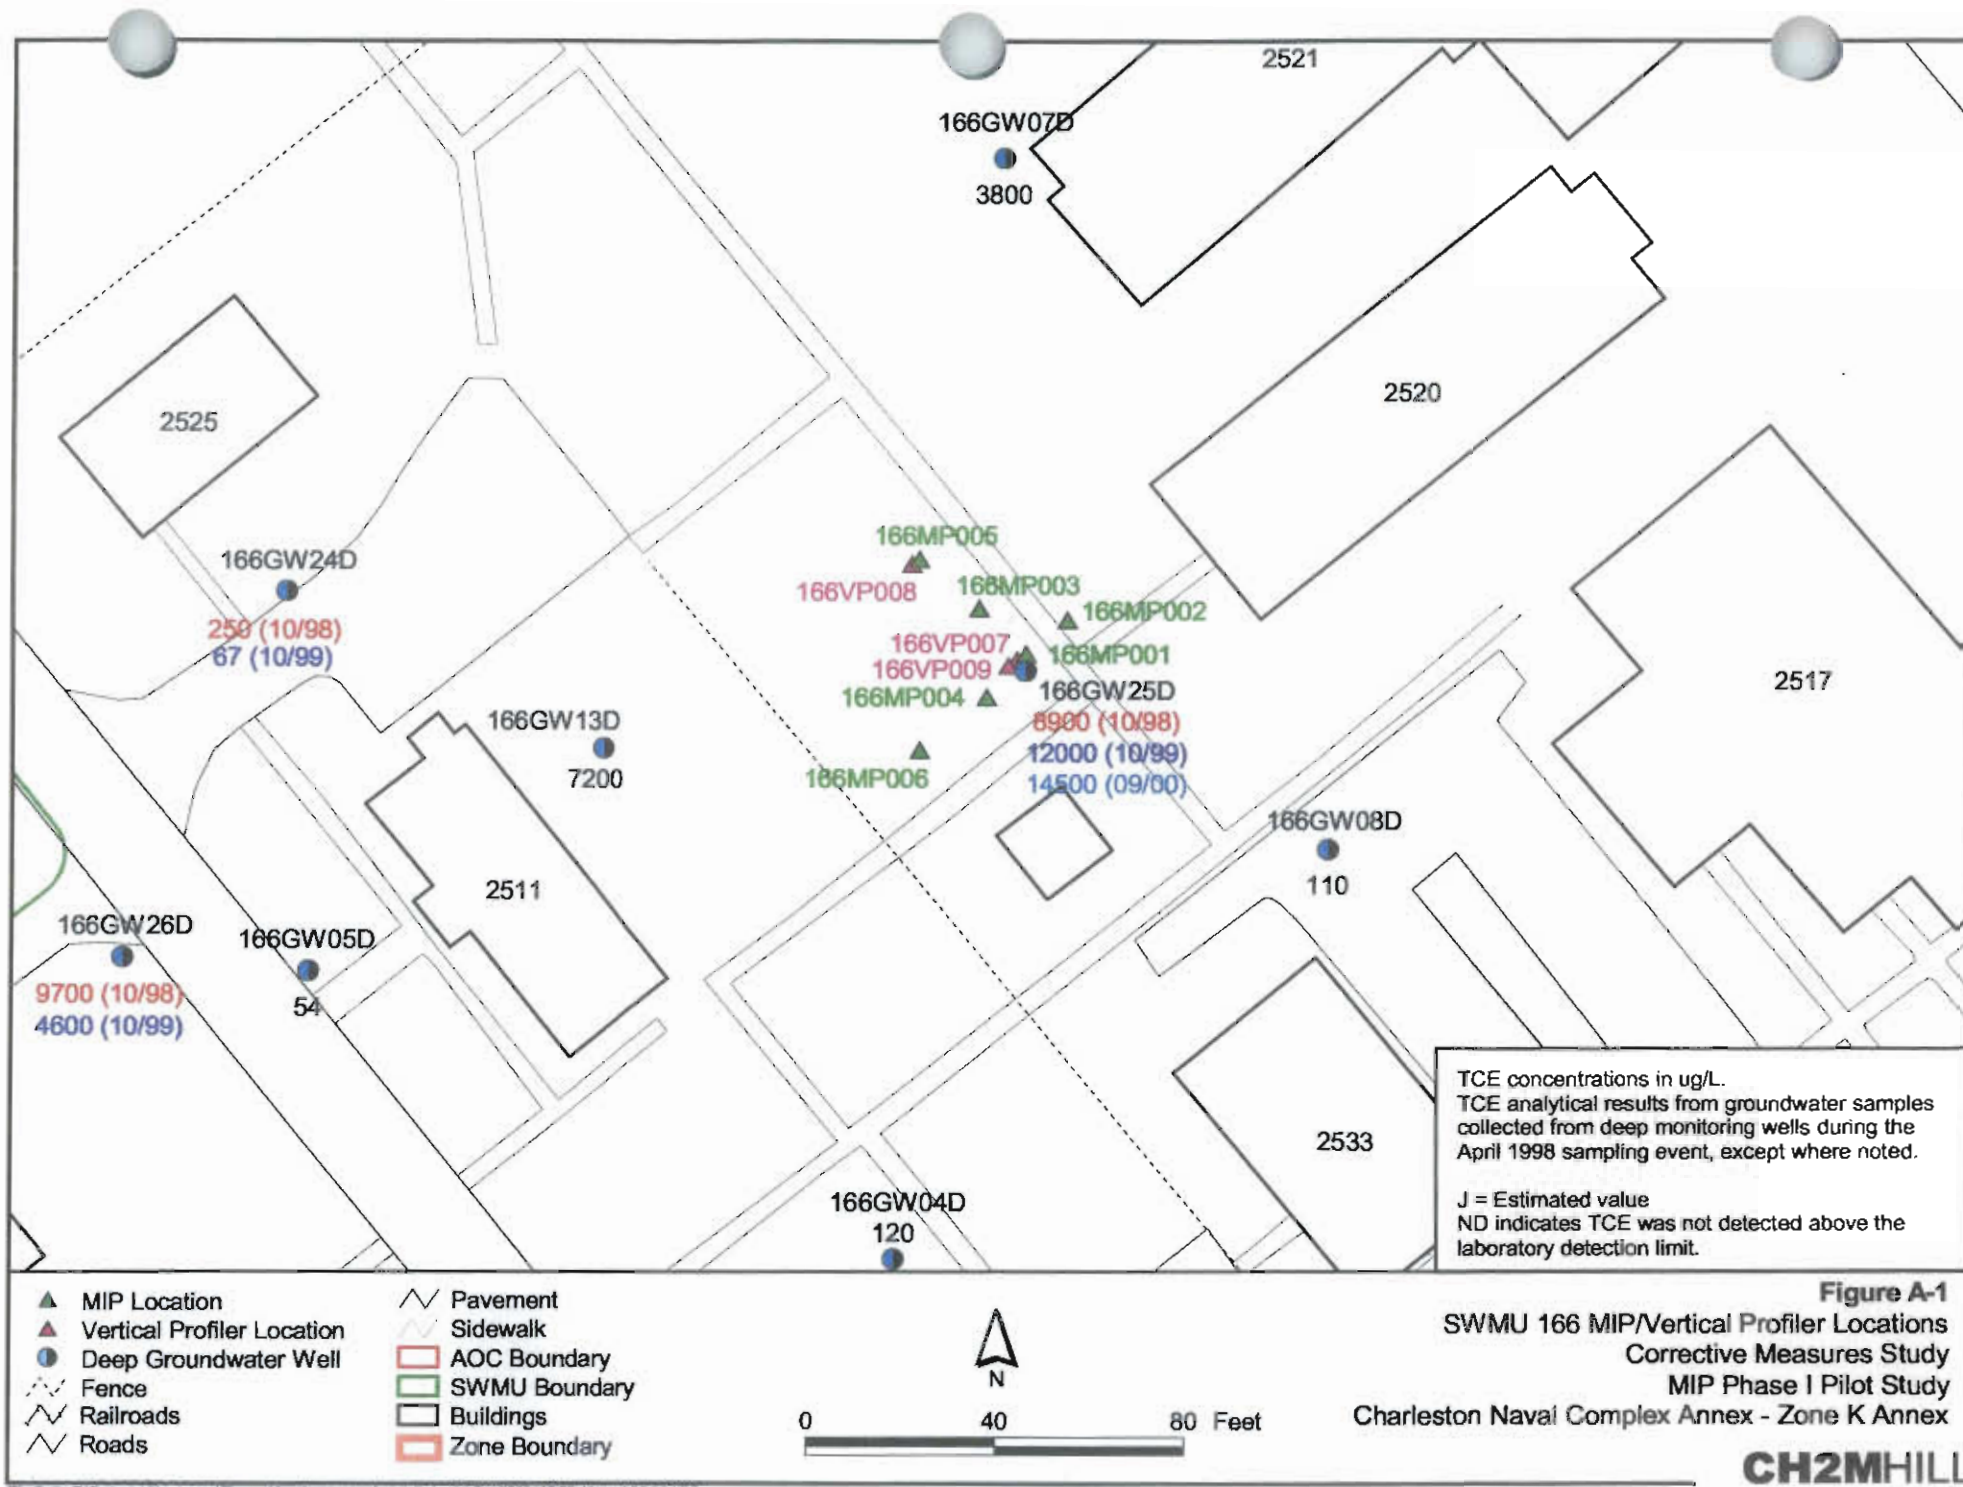 2521
166GW07D
3800
2520
2525
166MP005
166VP008
166MP003
166MP002
166GW24D
250 (10/98)
67 (10/99)
166VP007
166MP001
166VP009
166MP004
166GW25D
8900 (10/98)
12000 (10/99)
14500 (09/00)
2517
166GW13D
7200
166MP006
166GW08D
110
2511
166GW26D
9700 (10/98)
4600 (10/99)
166GW05D
54
2533
166GW04D
120
TCE concentrations in ug/L.
TCE analytical results from groundwater samples
collected from deep monitoring wells during the
April 1998 sampling event, except where noted.
J = Estimated value
ND indicates TCE was not detected above the
laboratory detection limit.
MIP Location
Vertical Profiler Location
Deep Groundwater Well
Fence
Railroads
Roads
Pavement
Sidewalk
AOC Boundary
SWMU Boundary
Buildings
Zone Boundary
N
0 40 80 Feet
Figure A-1
SWMU 166 MIP/Vertical Profiler Locations
Corrective Measures Study
MIP Phase I Pilot Study
Charleston Naval Complex Annex - Zone K Annex
CH2MHILL